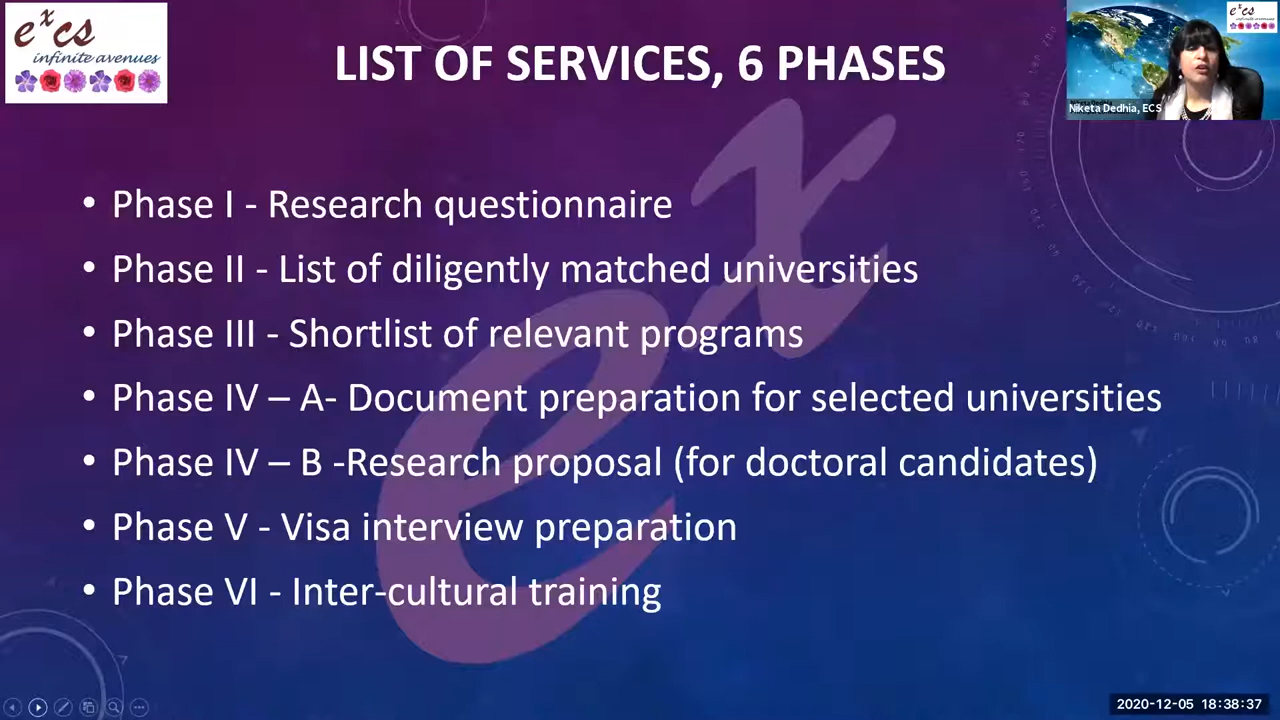 excs
infinite avenues
LIST OF SERVICES, 6 PHASES
Niketa Dedhia, ECS
• Phase I - Research questionnaire
• Phase II - List of diligently matched universities
• Phase III - Shortlist of relevant programs
• Phase IV – A- Document preparation for selected universities
• Phase IV – B -Research proposal (for doctoral candidates)
• Phase V - Visa interview preparation
• Phase VI - Inter-cultural training
ex
2020-12-05 18:38:37